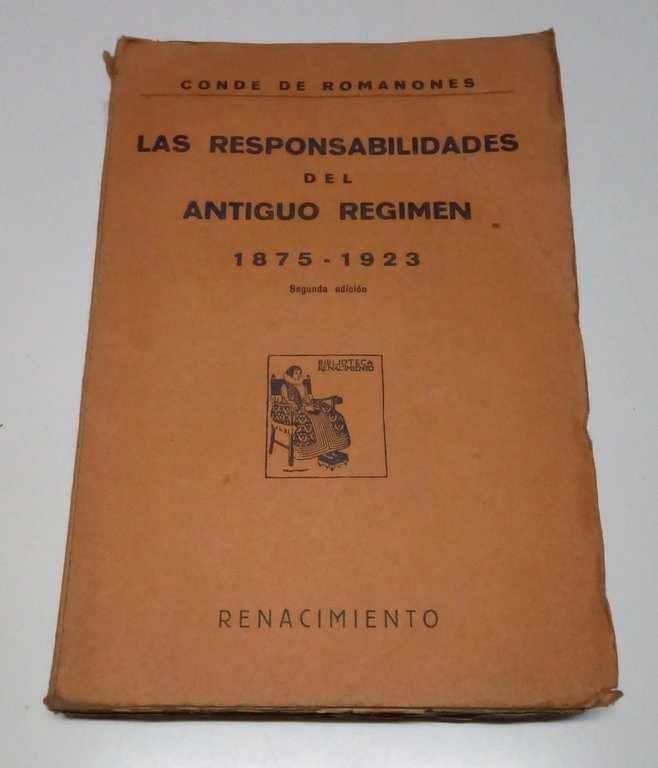 CONDE DE ROMANONES
LAS RESPONSABILIDADES
DEL
ANTIGUO REGIMEN
1875 - 1923
Segunda edición
BIBLIOTECA
RENACIMIENTO
RENACIMIENTO